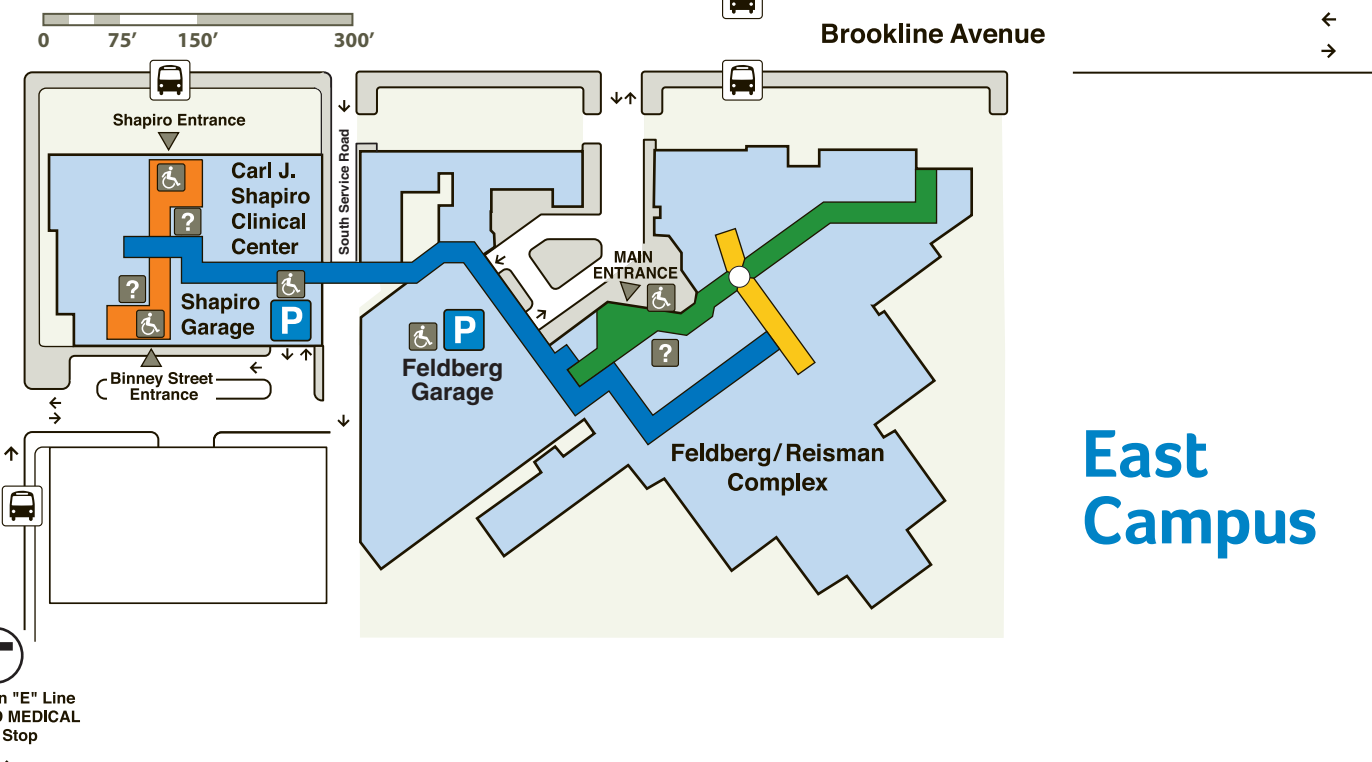 0 75′ 150′ 300′
Brookline Avenue
Shapiro Entrance
Carl J.
Shapiro
Clinical
Center
South Service Road
?
MAIN
ENTRANCE
?
Shapiro
Garage
P
P
Feldberg
Garage
?
Binney Street
Entrance
Feldberg/Reisman
Complex
East
Campus
"E" Line
MEDICAL
Stop